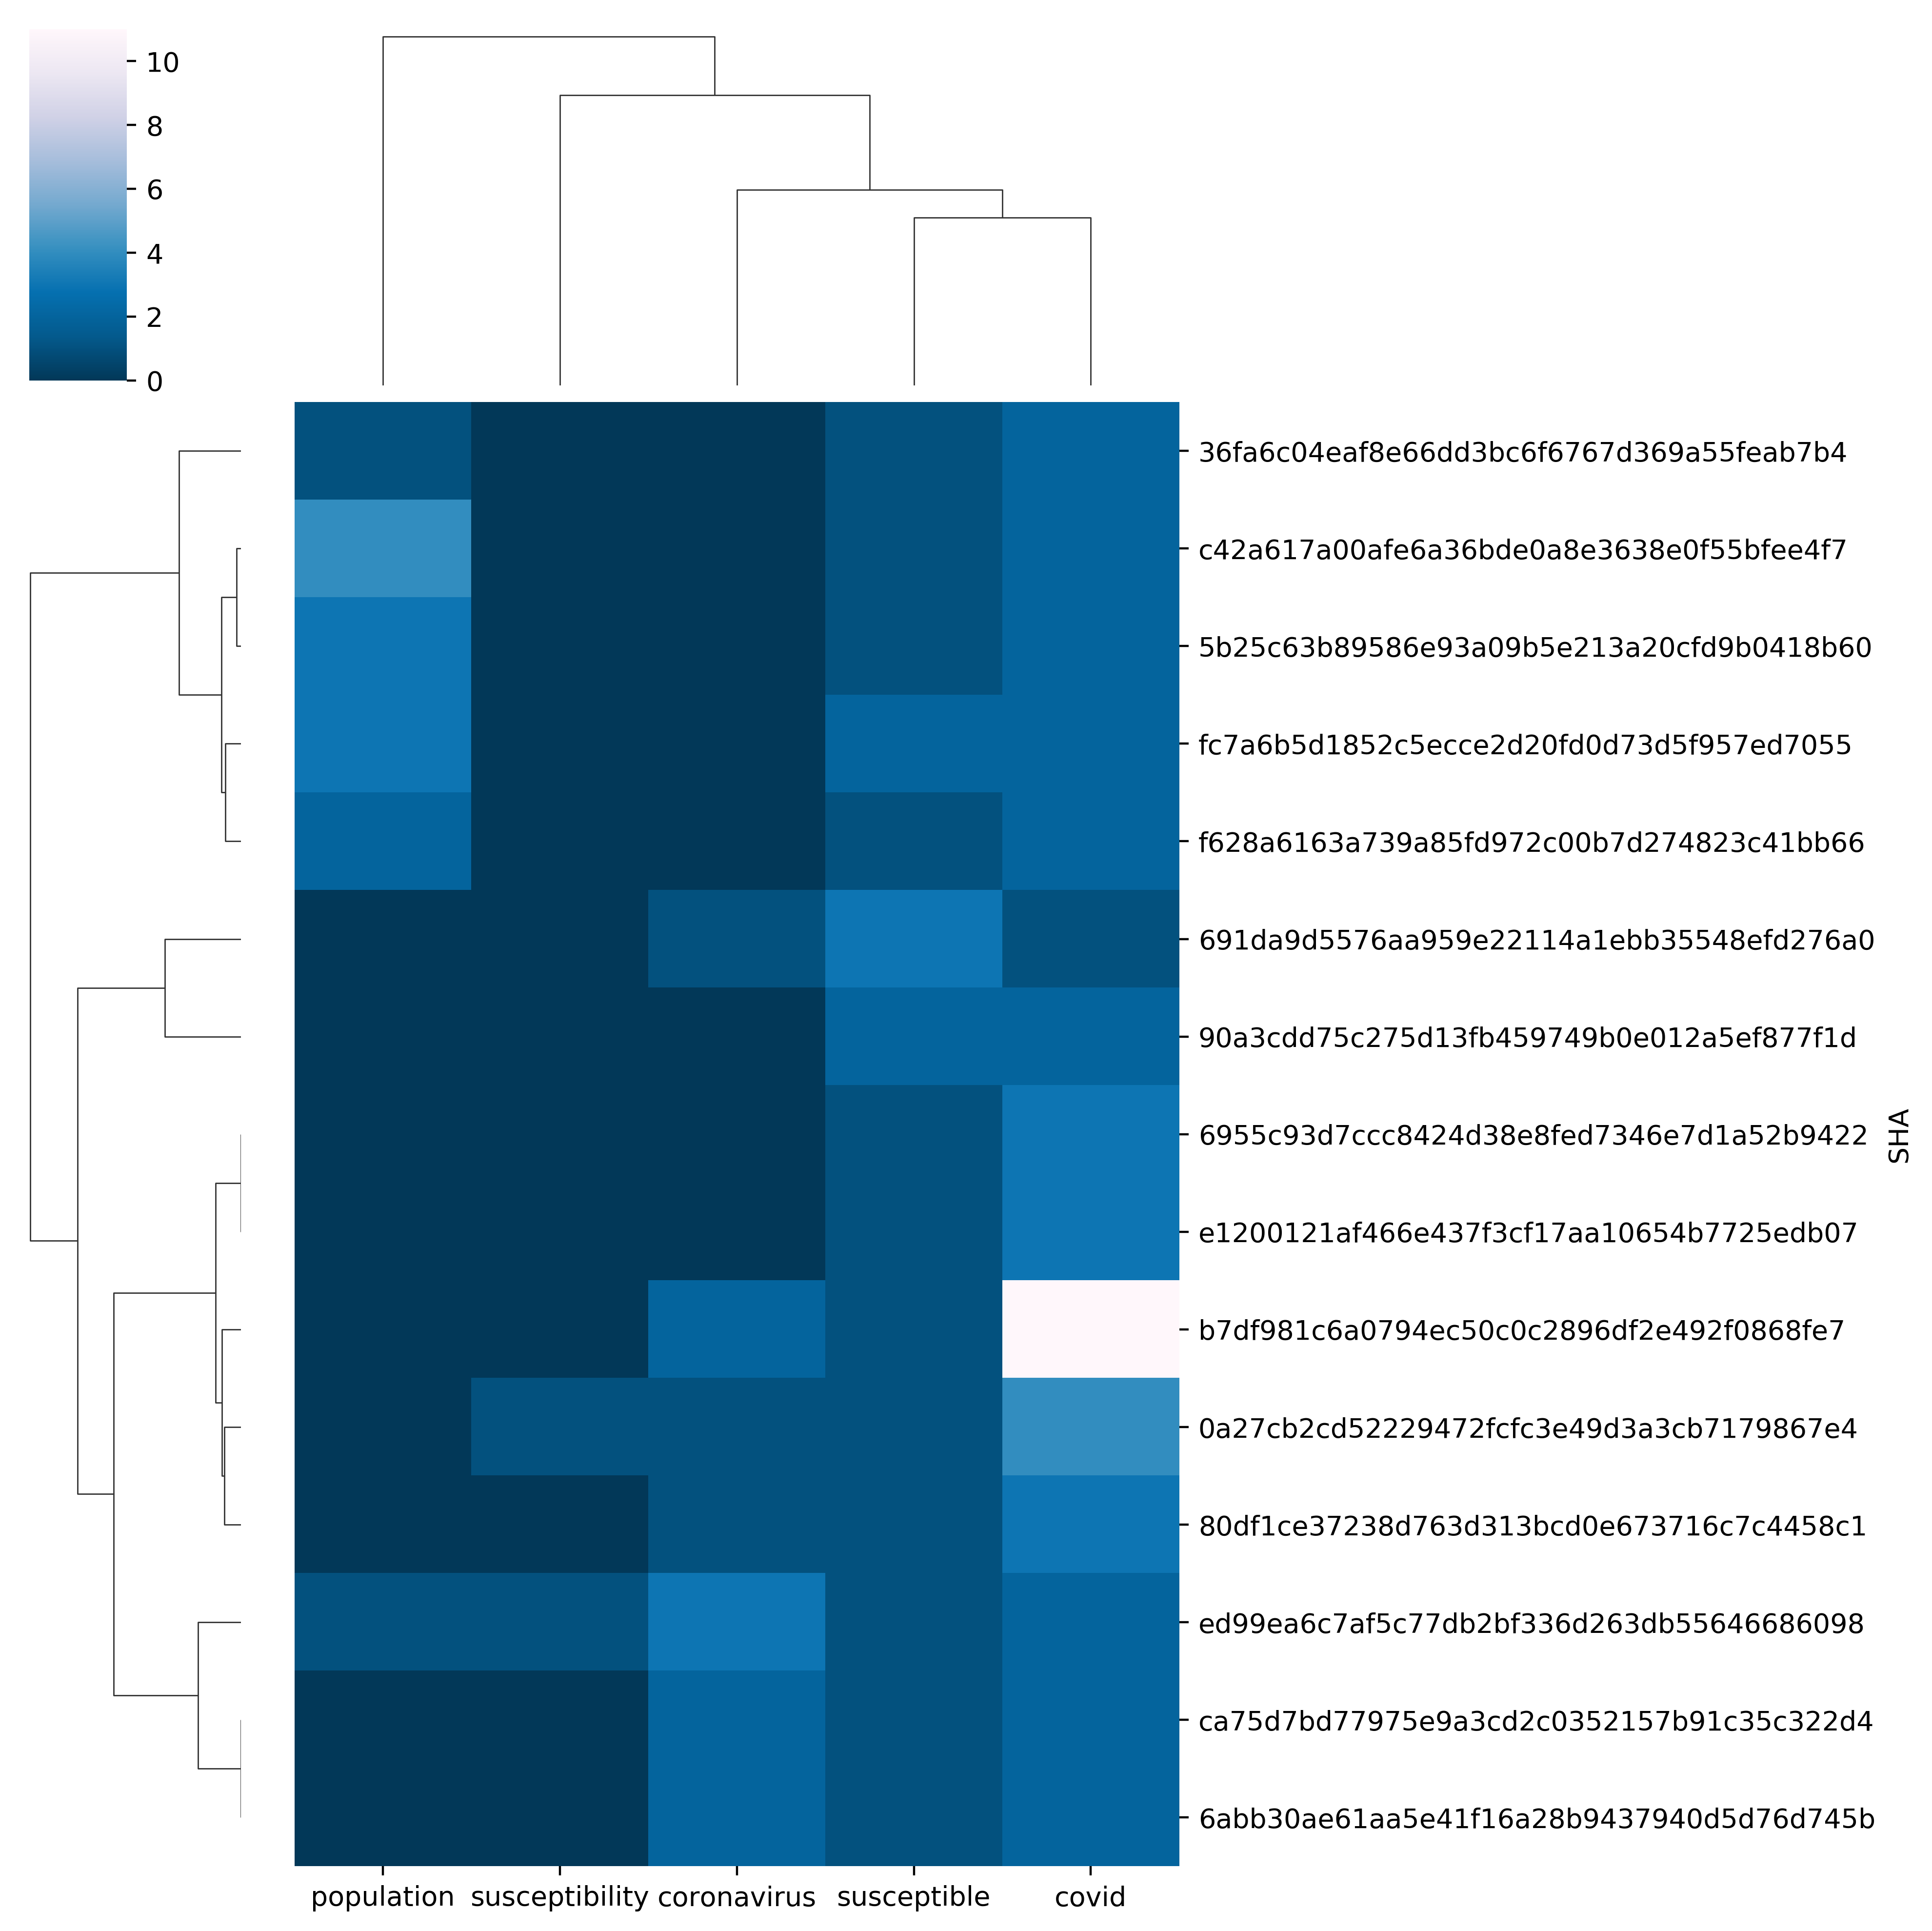 10
8
6
4
2
0
36fa6c04eaf8e66dd3bc6f6767d369a55feab7b4
c42a617a00afe6a36bde0a8e3638e0f55bfee4f7
5b25c63b89586e93a09b5e213a20cfd9b0418b60
fc7a6b5d1852c5ecce2d20fd0d73d5f957ed7055
f628a6163a739a85fd972c00b7d274823c41bb66
691da9d5576aa959e22114a1ebb35548efd276a0
90a3cdd75c275d13fb459749b0e012a5ef877f1d
6955c93d7ccc8424d38e8fed7346e7d1a52b9422
e1200121af466e437f3cf17aa10654b7725edb07
b7df981c6a0794ec50c0c2896df2e492f0868fe7
0a27cb2cd52229472fcfc3e49d3a3cb7179867e4
80df1ce37238d763d313bcd0e673716c7c4458c1
ed99ea6c7af5c77db2bf336d263db55646686098
ca75d7bd77975e9a3cd2c0352157b91c35c322d4
6abb30ae61aa5e41f16a28b9437940d5d76d745b
SHA
population susceptibility coronavirus susceptible covid